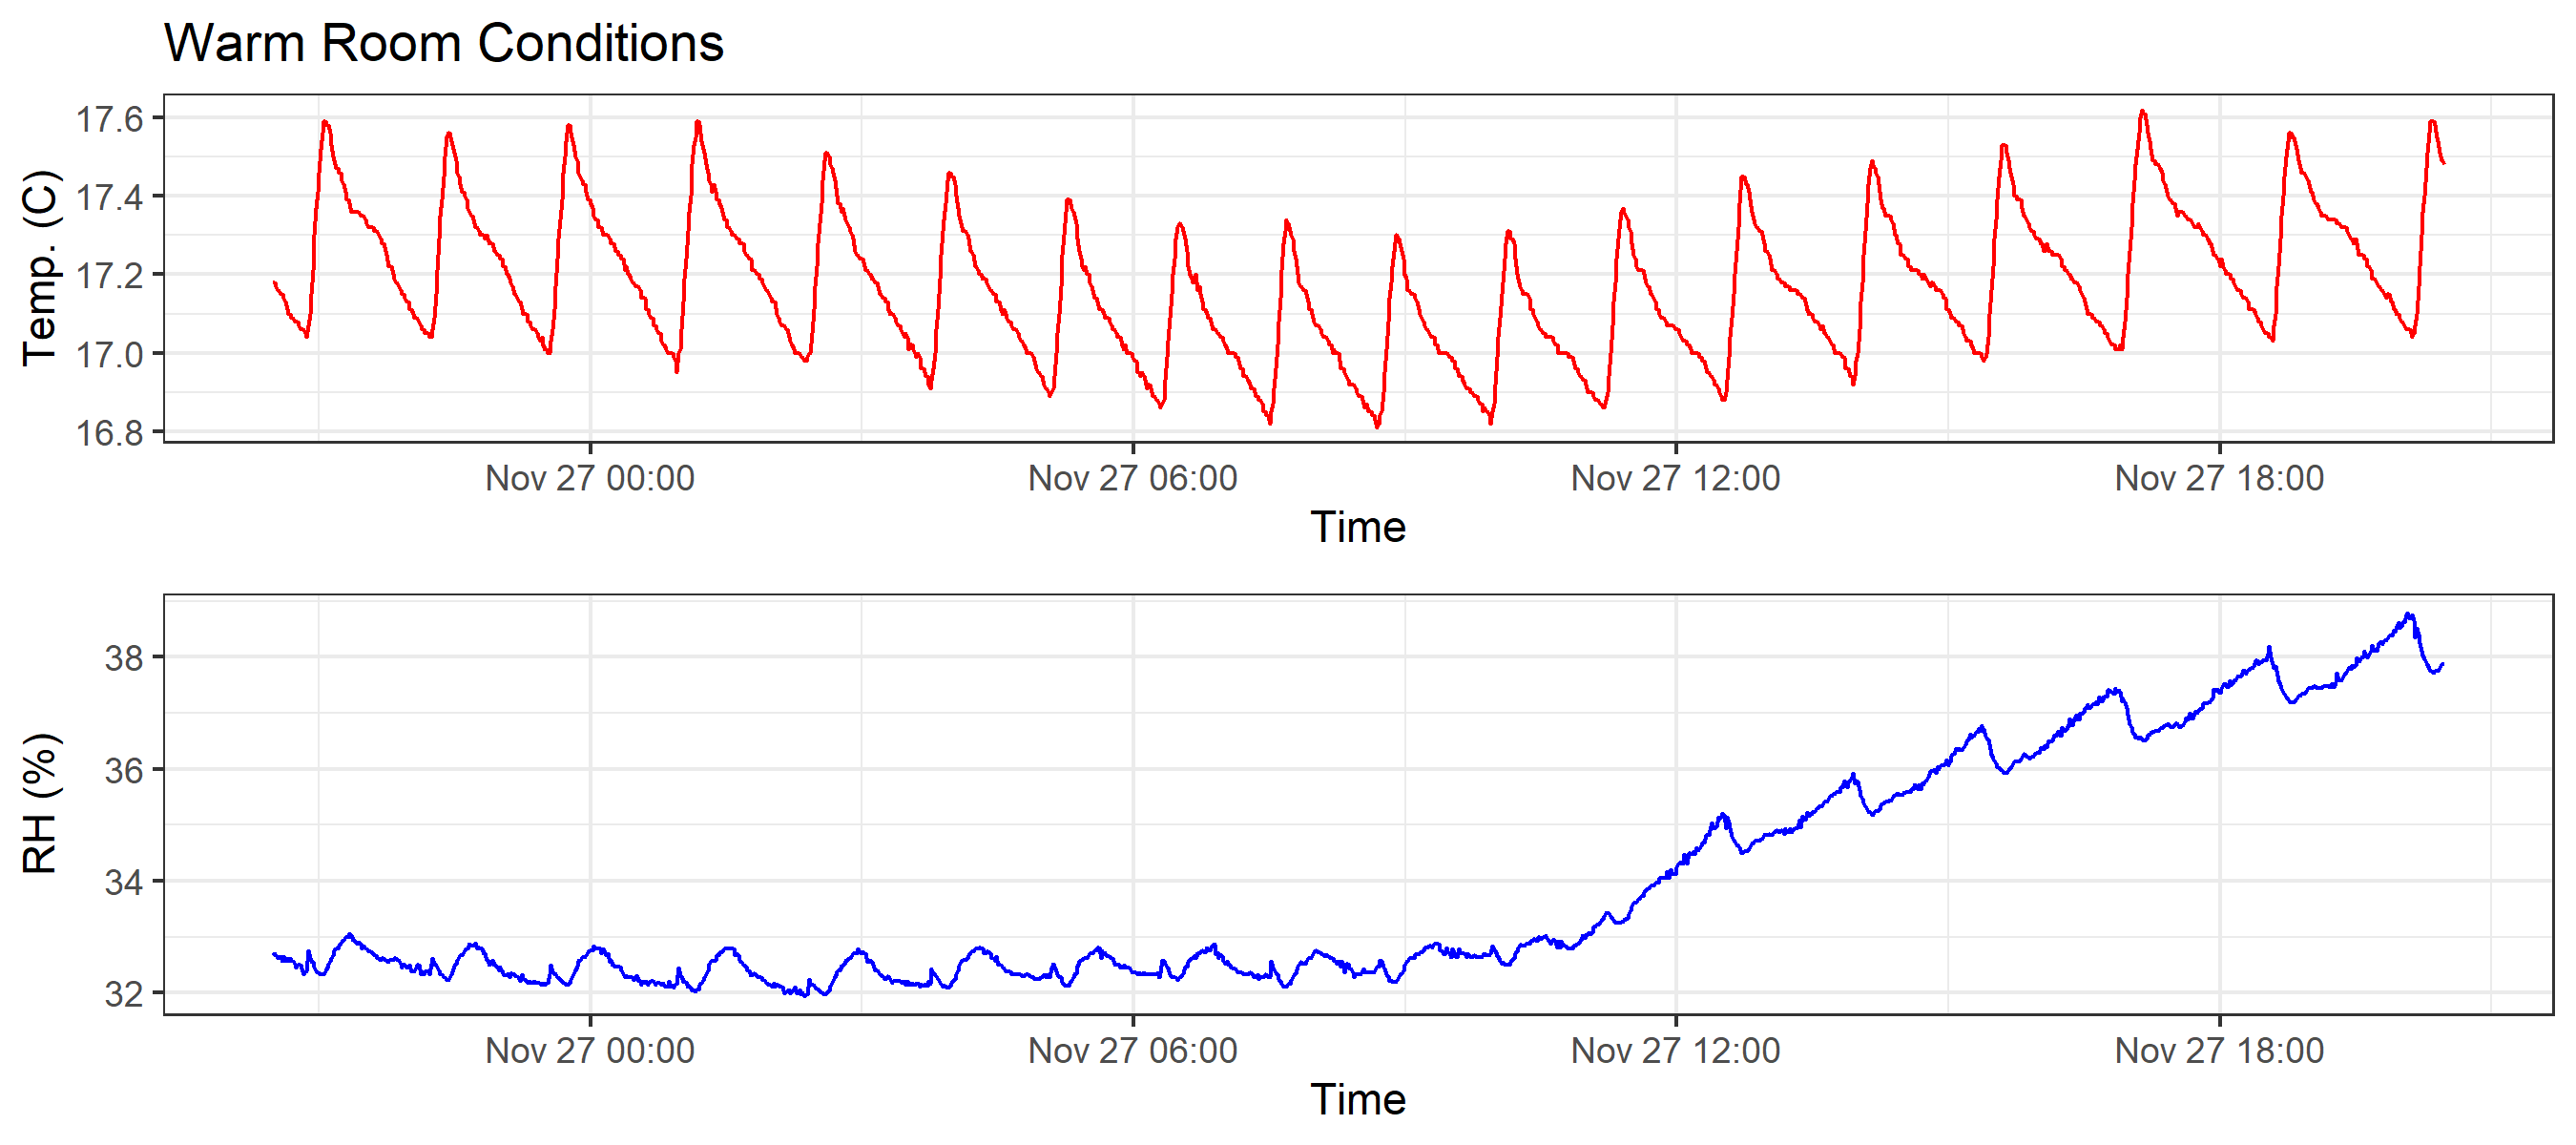 Warm Room Conditions
Temp. (C)
17.6
17.4
17.2
17.0
16.8
Nov 27 00:00 Nov 27 06:00 Nov 27 12:00 Nov 27 18:00
Time
RH (%)
38
36
34
32
Nov 27 00:00 Nov 27 06:00 Nov 27 12:00 Nov 27 18:00
Time